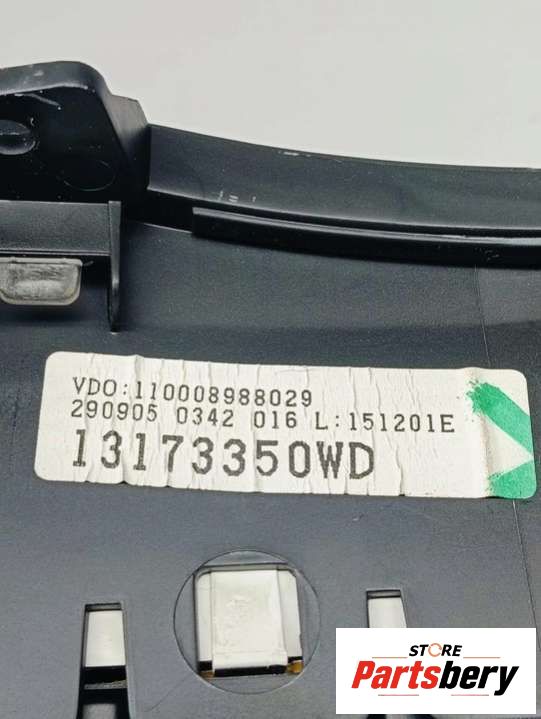 VDO:110008988029
290905 0342 016 L:151201E
13173350WD
STORE
Partsbery